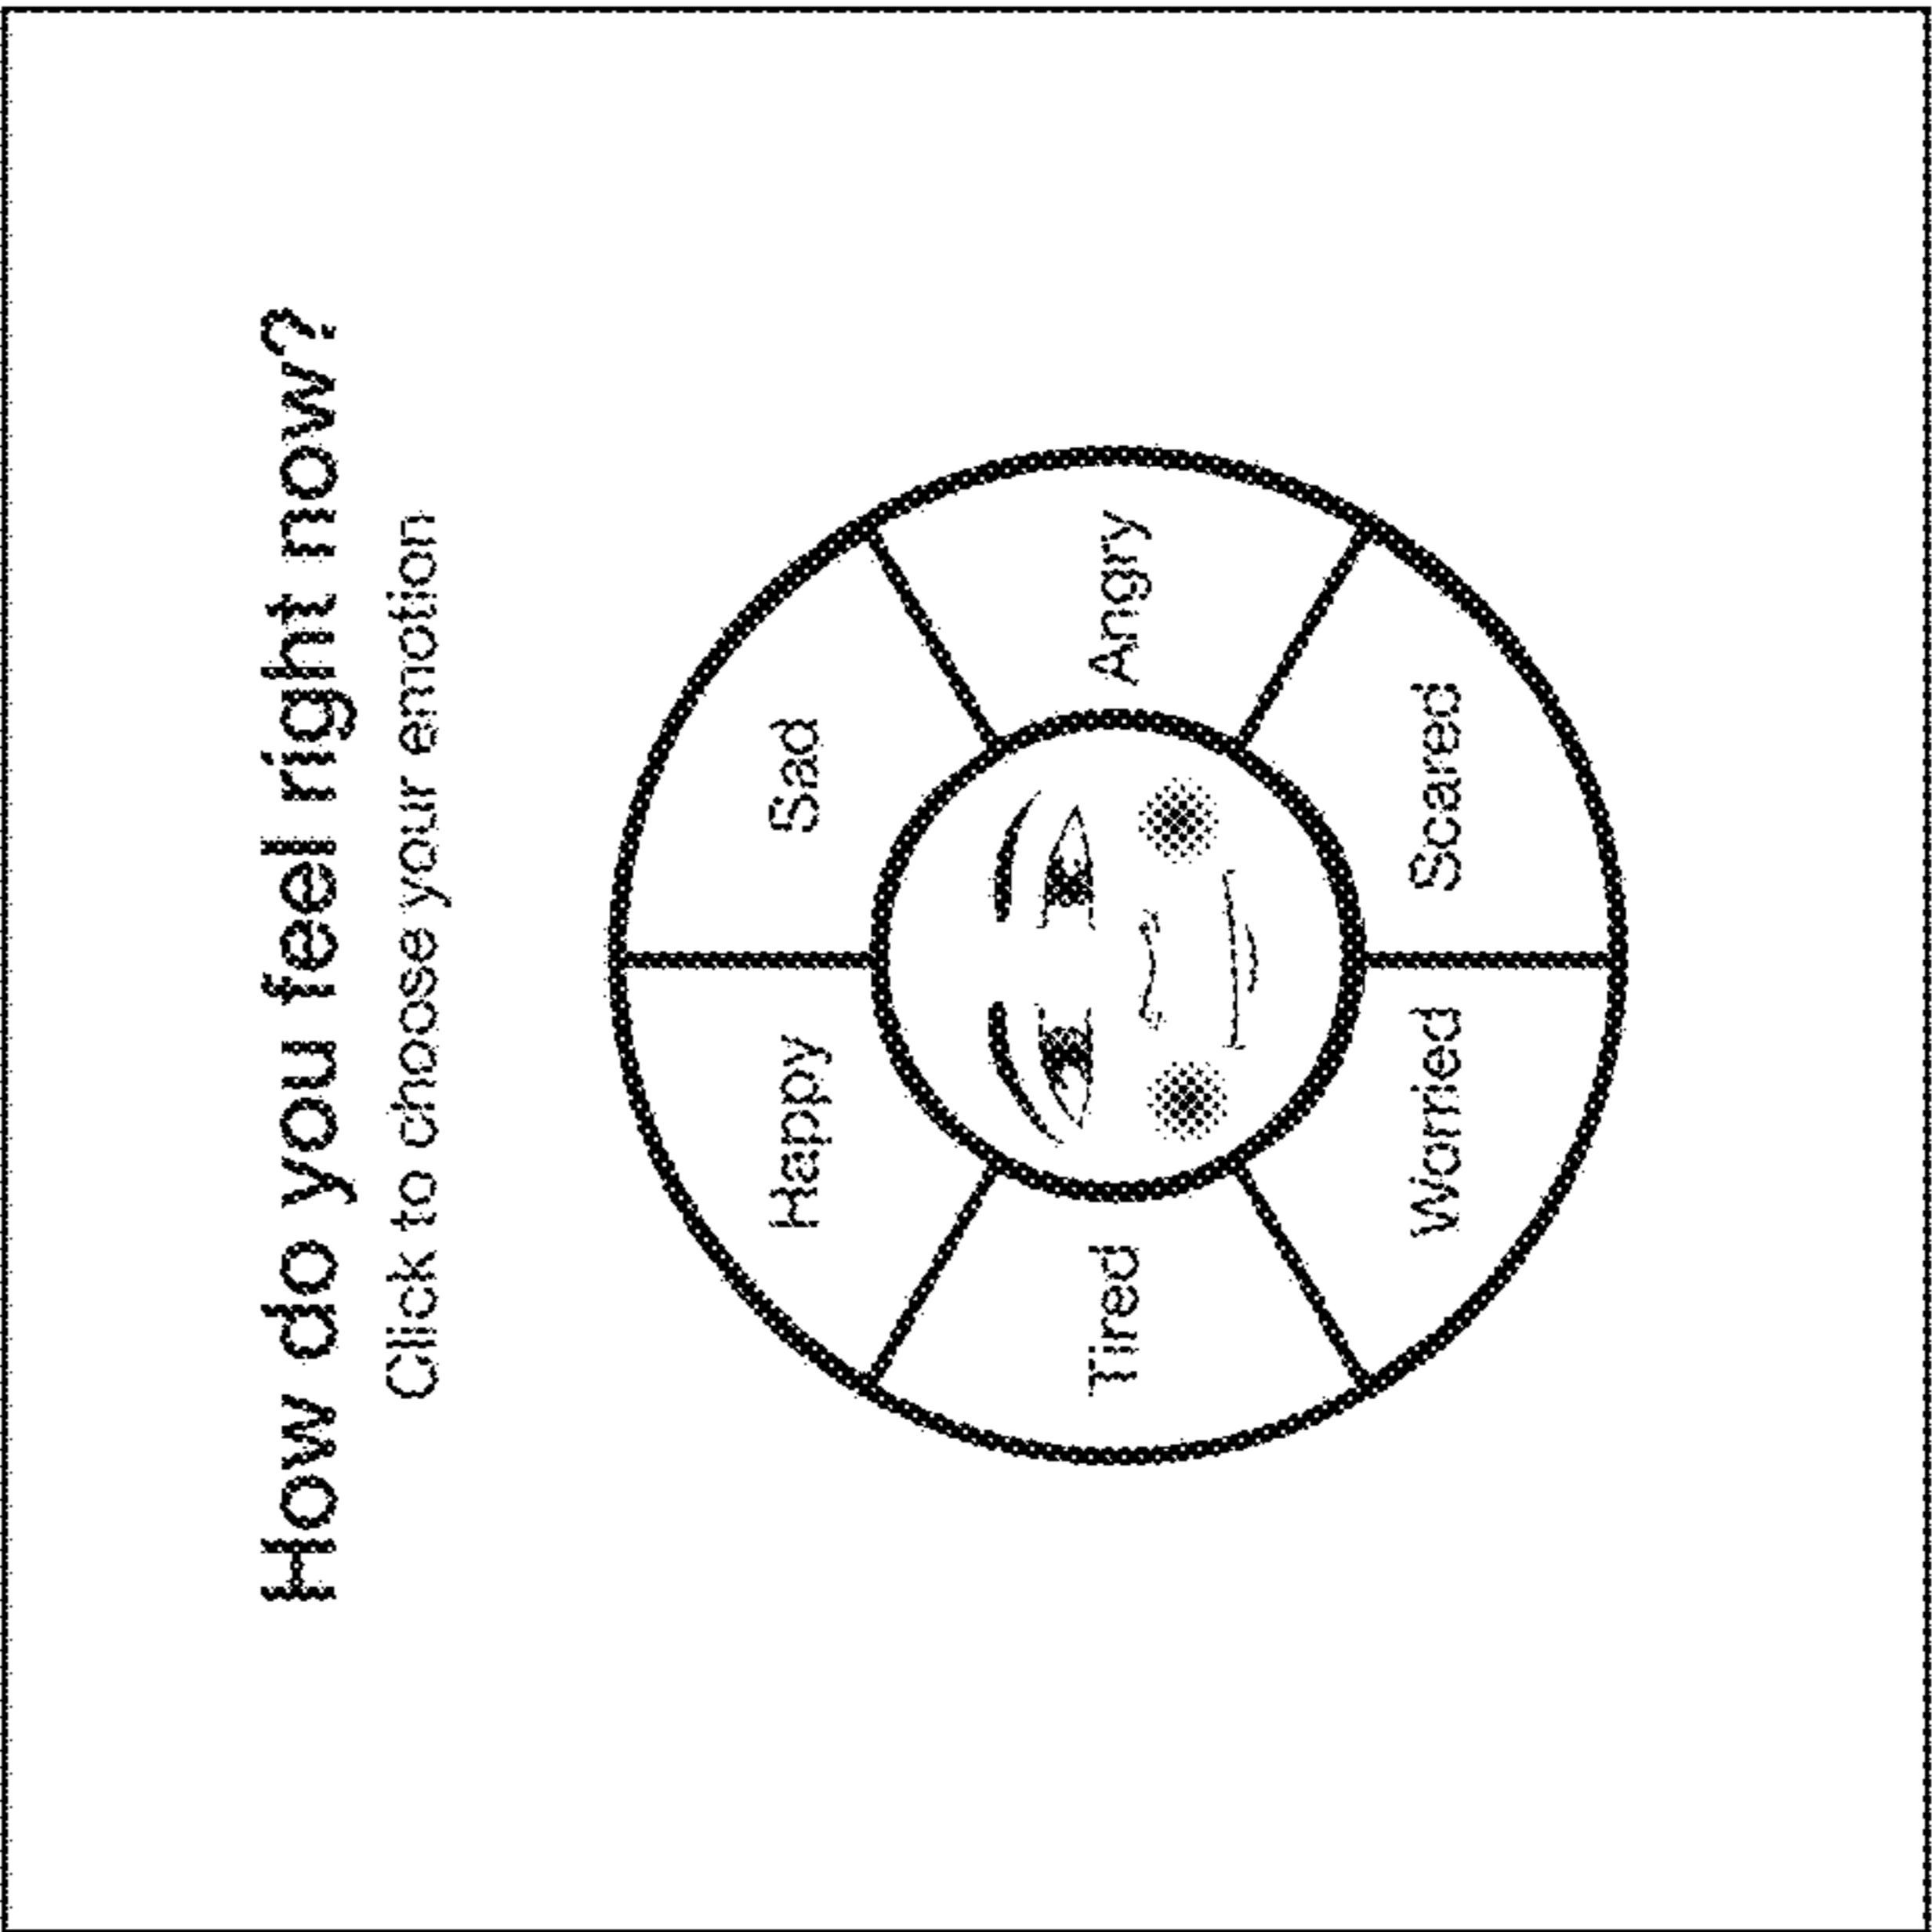 How do you feel right now?
Click to choose your emotion
Happy
Sad
Tired
Angry
Worried
Scared